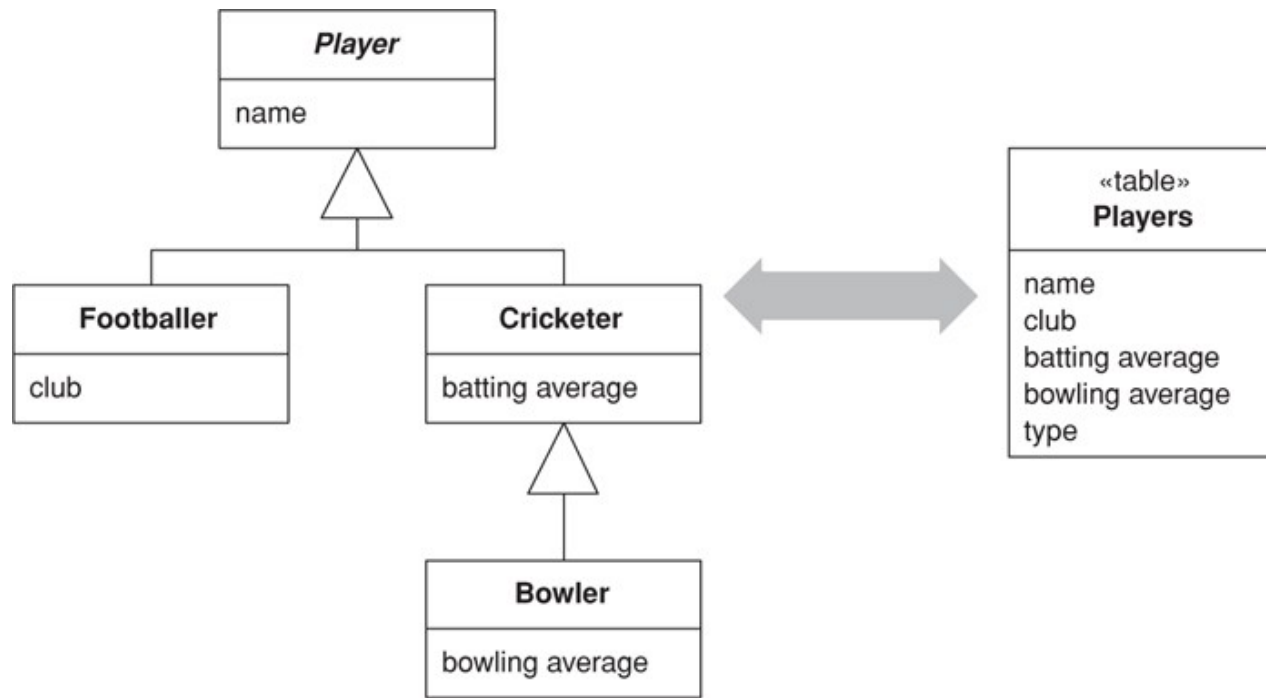 Player
name
Footballer
club
Cricketer
batting average
Bowler
bowling average
«table»
Players
name
club
batting average
bowling average
type